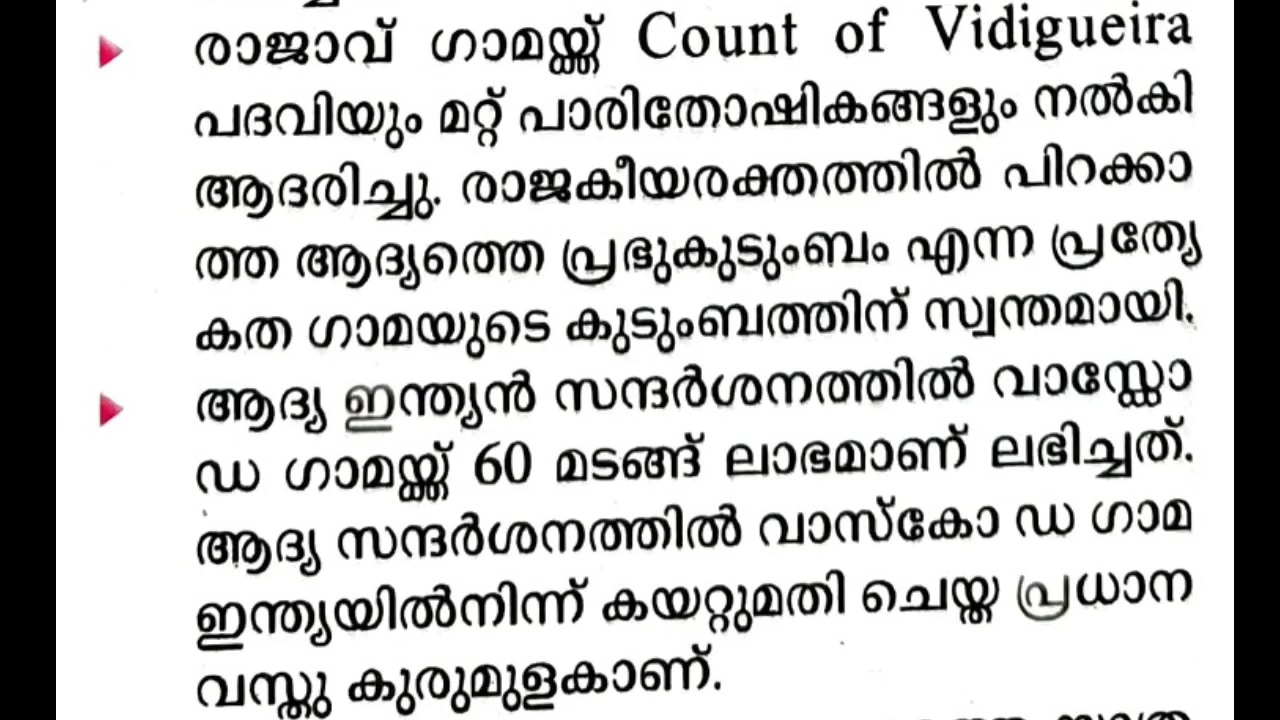 രാജാവ് ഗാമയ്ക്ക് Count of Vidigueira
പദവിയും മറ്റ് പാരിതോഷികങ്ങളും നൽകി
ആദരിച്ചു. രാജകീയരക്തത്തിൽ പിറക്കാ
ത്ത ആദ്യത്തെ പ്രഭുകുടുംബം എന്ന പ്രത്യേ
കത ഗാമയുടെ കുടുംബത്തിന് സ്വന്തമായി.
ആദ്യ ഇന്ത്യൻ സന്ദർശനത്തിൽ വാസ്കോ
ഡ ഗാമയ്ക്ക് 60 മടങ്ങ് ലാഭമാണ് ലഭിച്ചത്.
ആദ്യ സന്ദർശനത്തിൽ വാസ്കോ ഡ ഗാമ
ഇന്ത്യയിൽനിന്ന് കയറ്റുമതി ചെയ്ത പ്രധാന
വസ്തു കുരുമുളകാണ്.